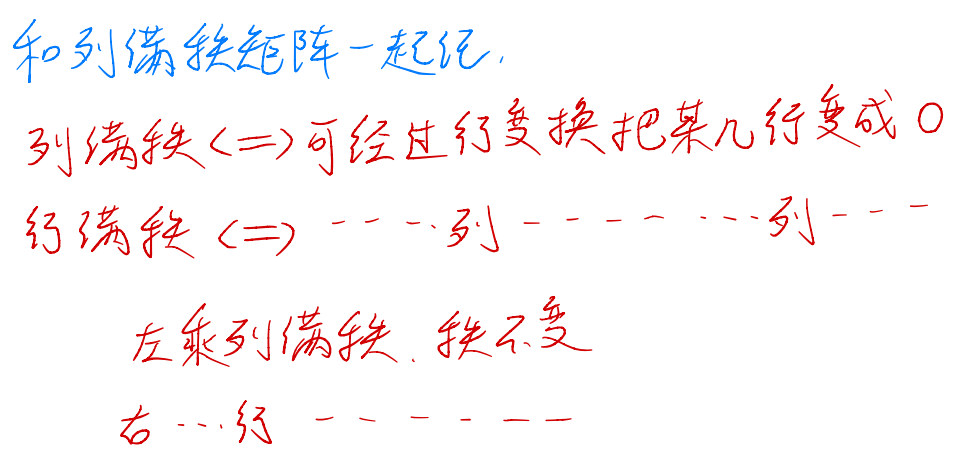 和列满秩矩阵一起记.
列满秩<=>可经过行变换把某几行变成0
行满秩<=>----··列--------···列---
左乘列满秩.秩不变
右···行------